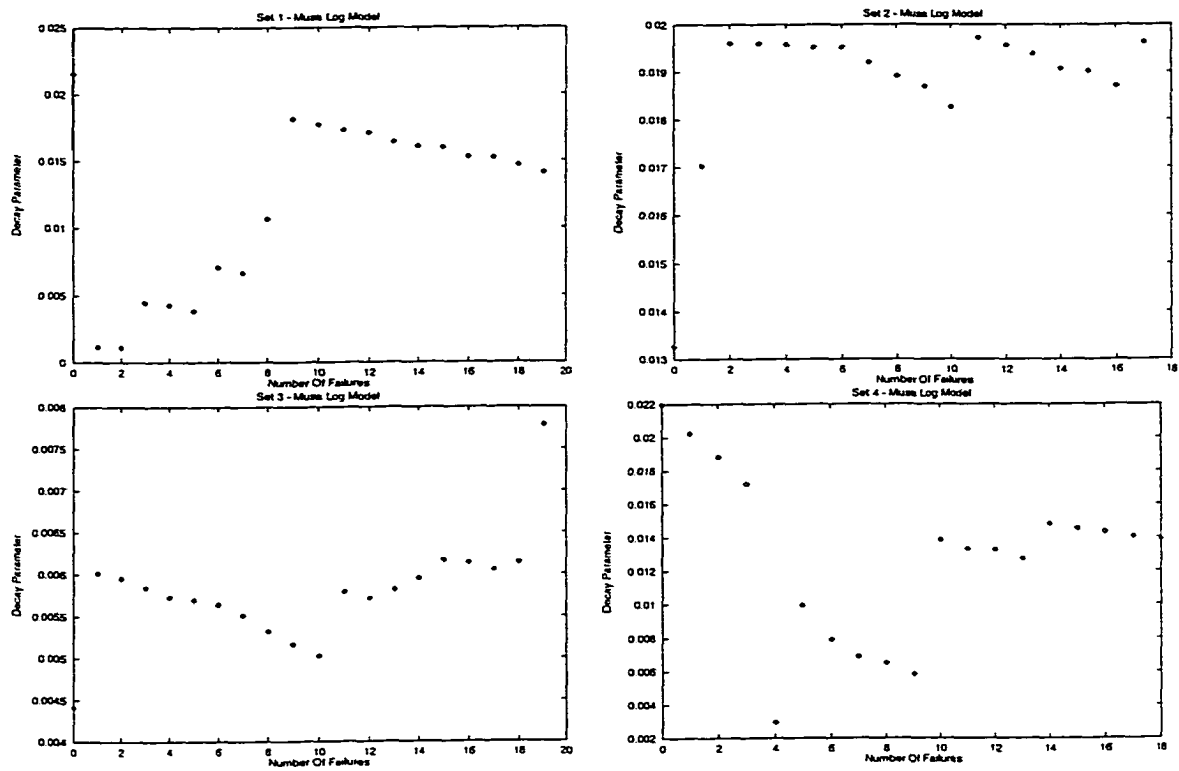 Set 1 - Musa Log Model
0.025
0.02
0.015
0.01
0.005
0
Decay Parameter
0 2 4 6 8 10 12 14 16 18 20
Number Of Failures
Set 2 - Musa Log Model
0.02
0.019
0.018
0.017
0.016
0.015
0.014
0.013
Decay Parameter
0 2 4 6 8 10 12 14 16 18
Number Of Failures
Set 3 - Musa Log Model
0.008
0.0075
0.007
0.0065
0.006
0.0055
0.005
0.0045
0.004
Decay Parameter
0 2 4 6 8 10 12 14 16 18 20
Number Of Failures
Set 4 - Musa Log Model
0.022
0.02
0.018
0.016
0.014
0.012
0.01
0.008
0.006
0.004
0.002
Decay Parameter
0 2 4 6 8 10 12 14 16 18
Number Of Failures